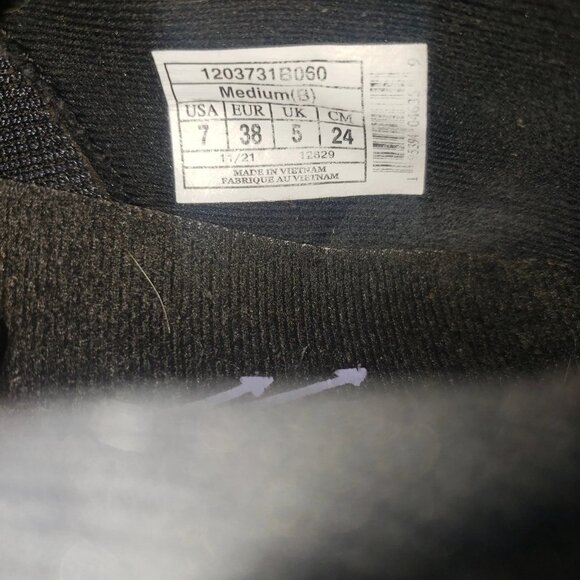 1203731B060
Medium(B)
USA EUR UK CM
7 38 5 24
11/21 12829
MADE IN VIETNAM
FABRIQUE AU VIETNAM